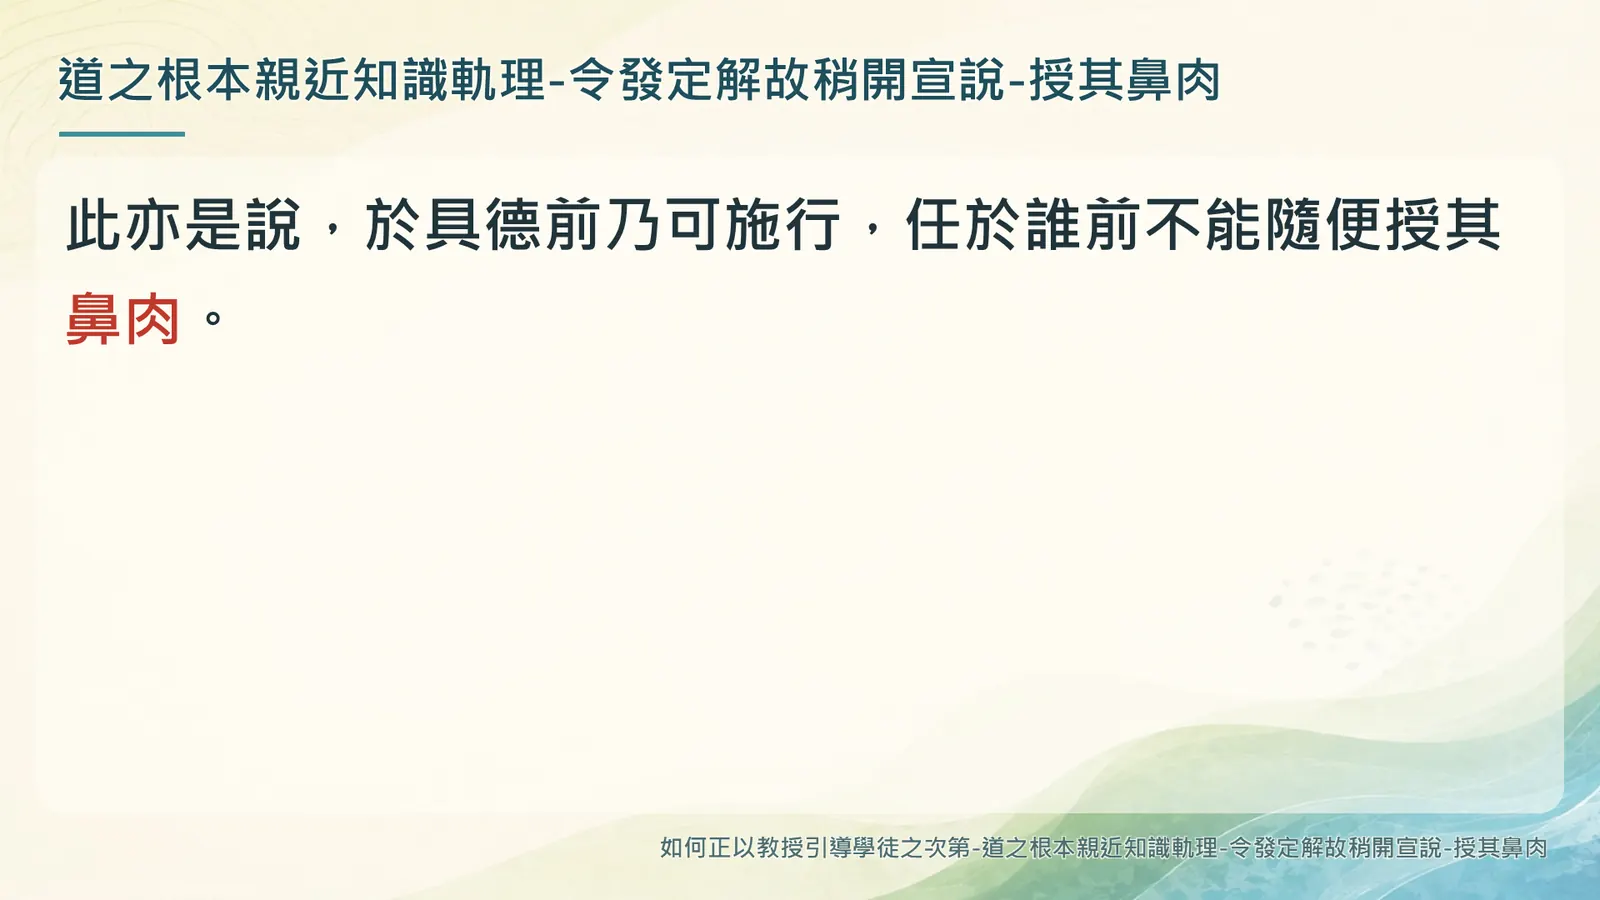 道之根本親近知識軌理-令發定解故稍開宣說-授其鼻肉
此亦是說，於具德前乃可施行，任於誰前不能隨便授其
鼻肉。
如何正以教授引導學徒之次第-道之根本親近知識軌理-令發定解故稍開宣說-授其鼻肉